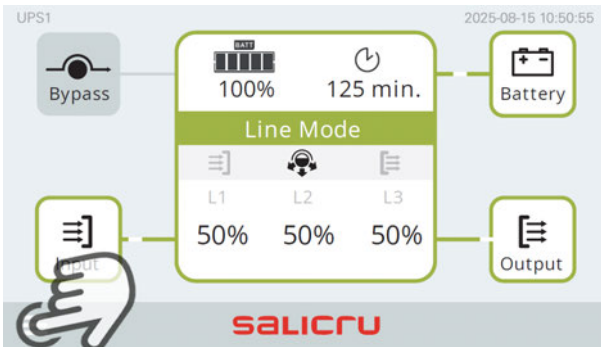 UPS1
2025-08-15 10:50:55
BATT
100%
125 min.
Bypass
Battery
Line Mode
L1 L2 L3
50% 50% 50%
Input
Output
salicru